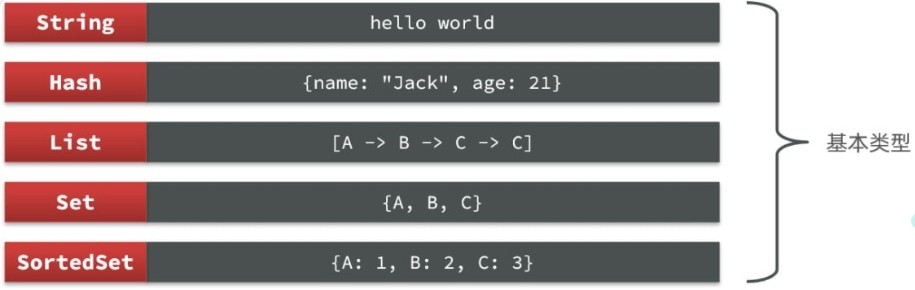 String hello world
Hash {name: "Jack", age: 21}
List [A -> B -> C -> C]
基本类型
Set {A, B, C}
SortedSet {A: 1, B: 2, C: 3}